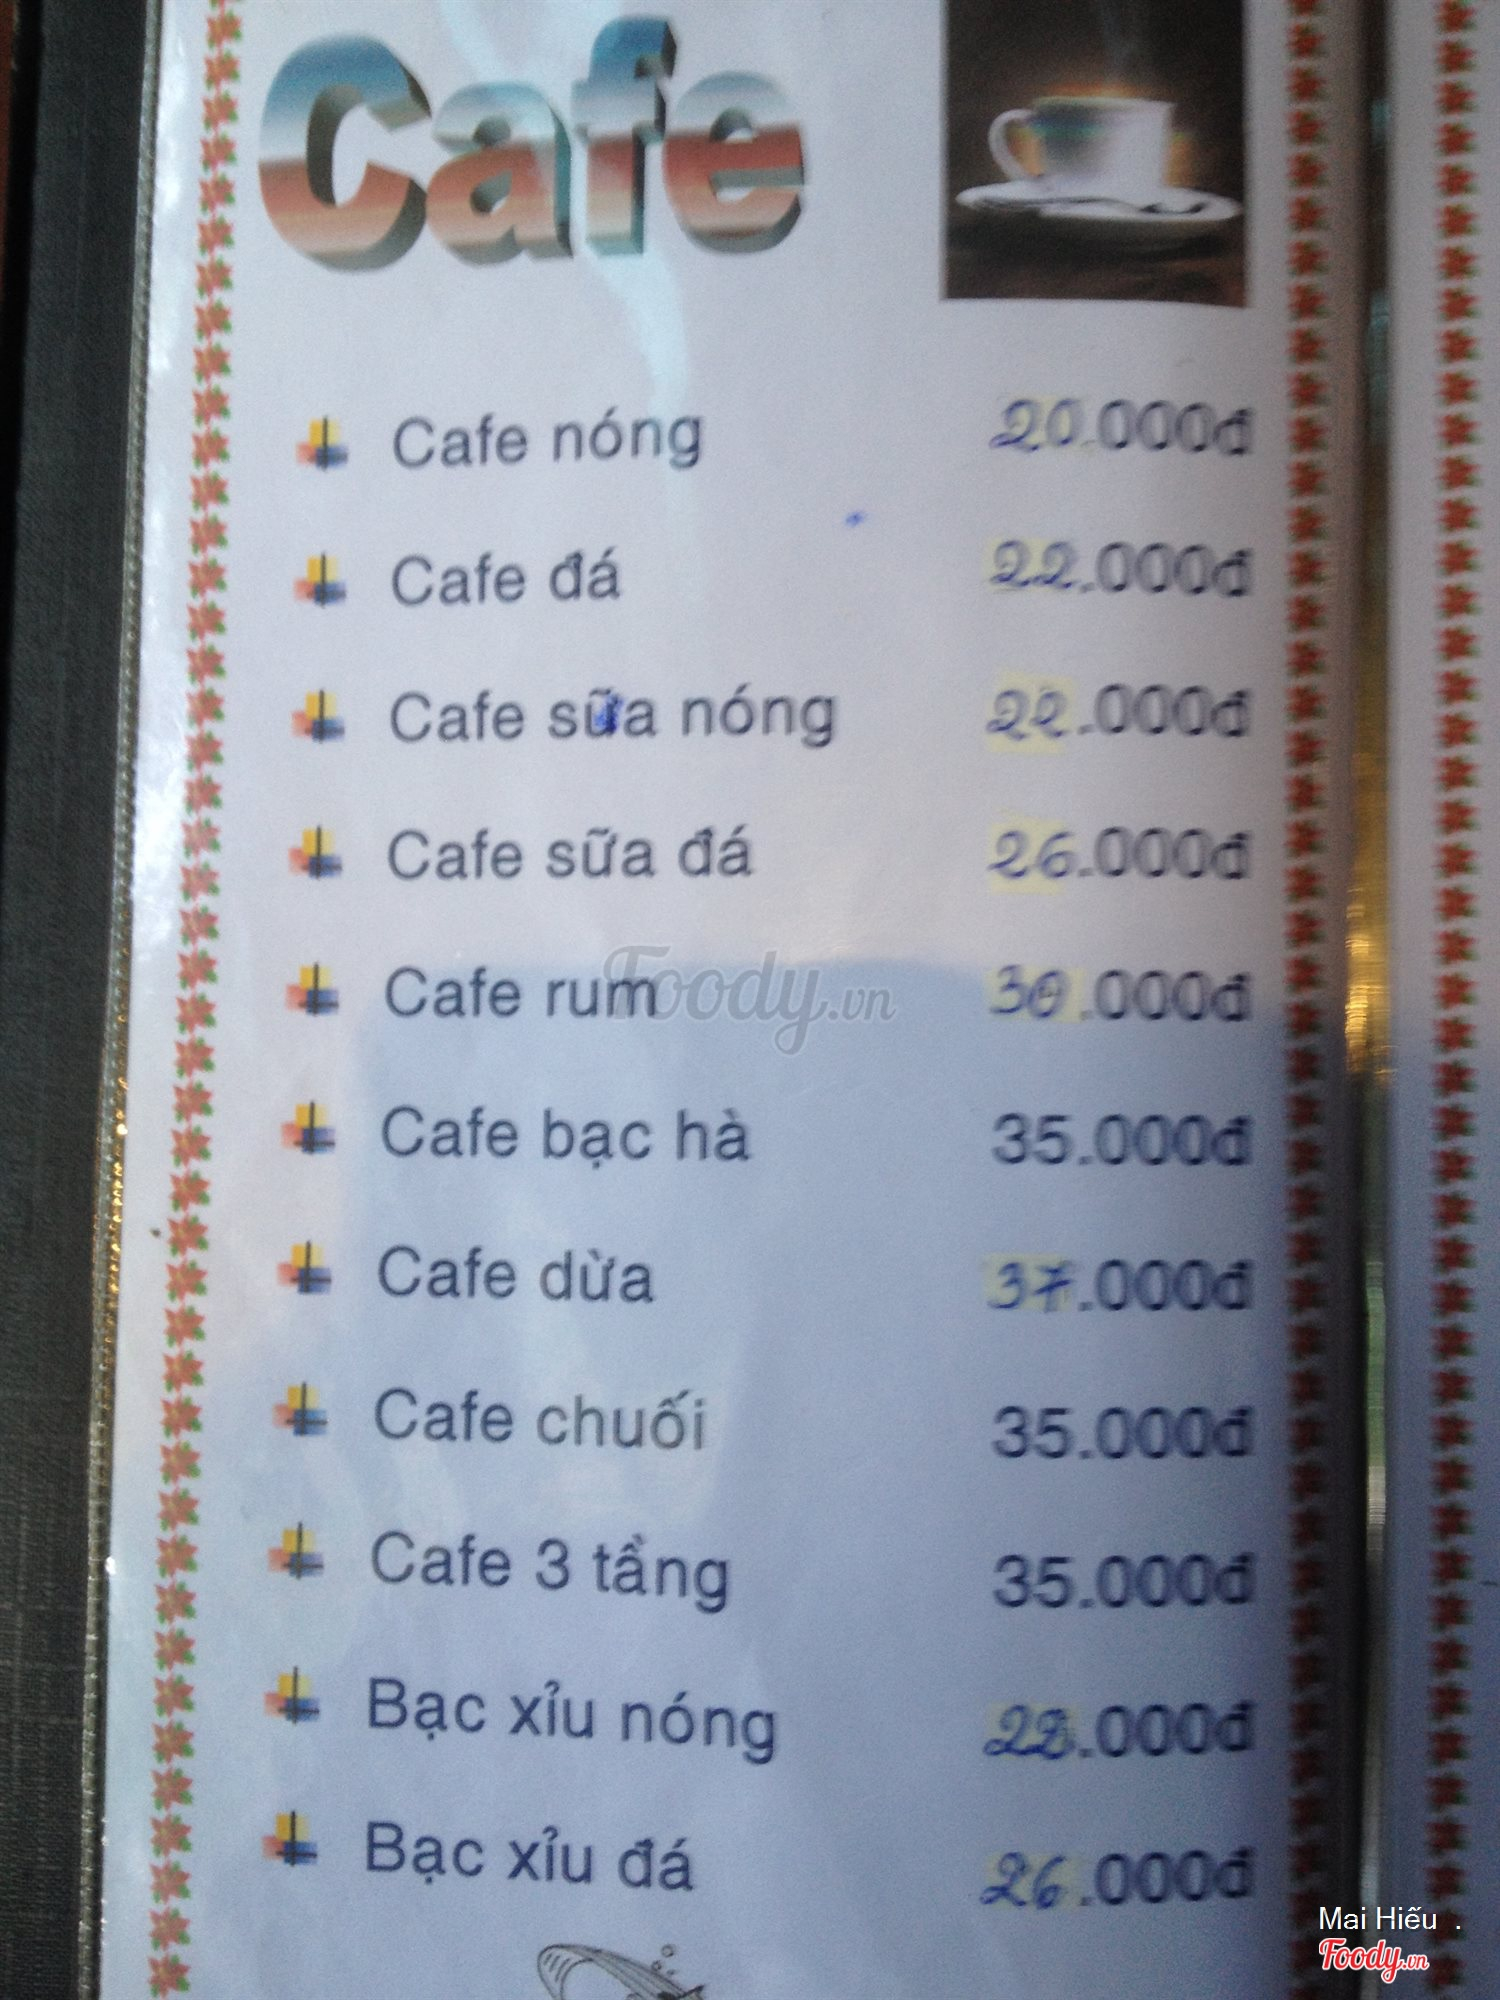 Cafe
Cafe nóng 20.000đ
Cafe đá 22.000đ
Cafe sữa nóng 22.000đ
Cafe sữa đá 26.000đ
Cafe rum 30.000đ
Foody.vn
Cafe bạc hà 35.000đ
Cafe dừa 37.000đ
Cafe chuối 35.000đ
Cafe 3 tầng 35.000đ
Bạc xỉu nóng .000đ
Bạc xỉu đá 26.000đ
Mai Hiếu .
Foody.vn